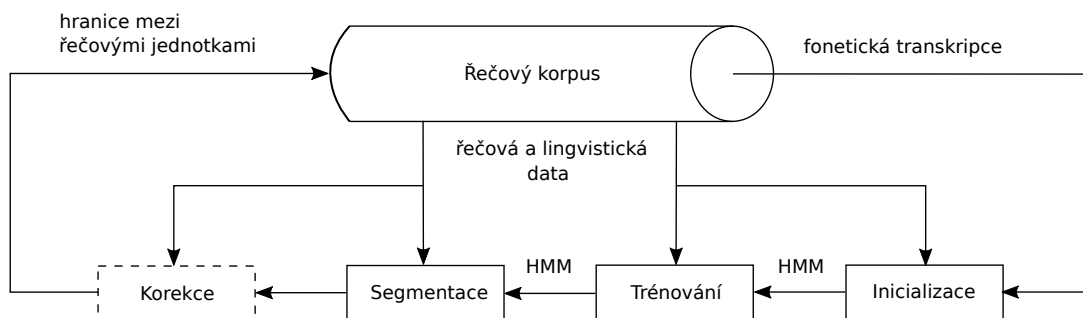 hranice mezi
řečovými jednotkami
Řečový korpus
fonetická transkripce
řečová a lingvistická
data
HMM
HMM
Korekce
Segmentace
Trénování
Inicializace